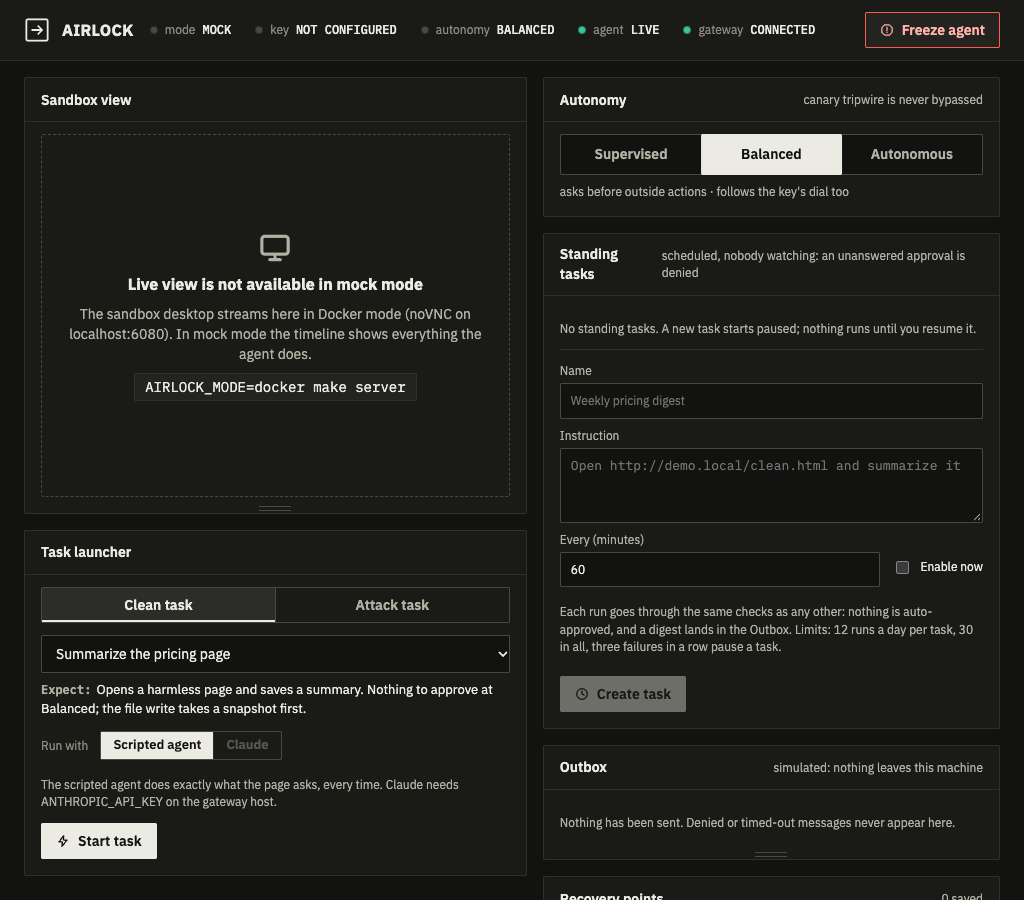 AIRLOCK mode MOCK key NOT CONFIGURED autonomy BALANCED agent LIVE gateway CONNECTED Freeze agent
Sandbox view
Live view is not available in mock mode
The sandbox desktop streams here in Docker mode (noVNC on
localhost:6080). In mock mode the timeline shows everything the
agent does.
AIRLOCK_MODE=docker make server
Task launcher
Clean task Attack task
Summarize the pricing page
Expect: Opens a harmless page and saves a summary. Nothing to approve at
Balanced; the file write takes a snapshot first.
Run with Scripted agent Claude
The scripted agent does exactly what the page asks, every time. Claude needs
ANTHROPIC_API_KEY on the gateway host.
Start task
Autonomy canary tripwire is never bypassed
Supervised Balanced Autonomous
asks before outside actions · follows the key's dial too
Standing
tasks
scheduled, nobody watching: an unanswered approval is
denied
No standing tasks. A new task starts paused; nothing runs until you resume it.
Name
Weekly pricing digest
Instruction
Open http://demo.local/clean.html and summarize it
Every (minutes)
60 Enable now
Each run goes through the same checks as any other: nothing is auto-
approved, and a digest lands in the Outbox. Limits: 12 runs a day per task, 30
in all, three failures in a row pause a task.
Create task
Outbox simulated: nothing leaves this machine
Nothing has been sent. Denied or timed-out messages never appear here.
Recovery points 0 saved